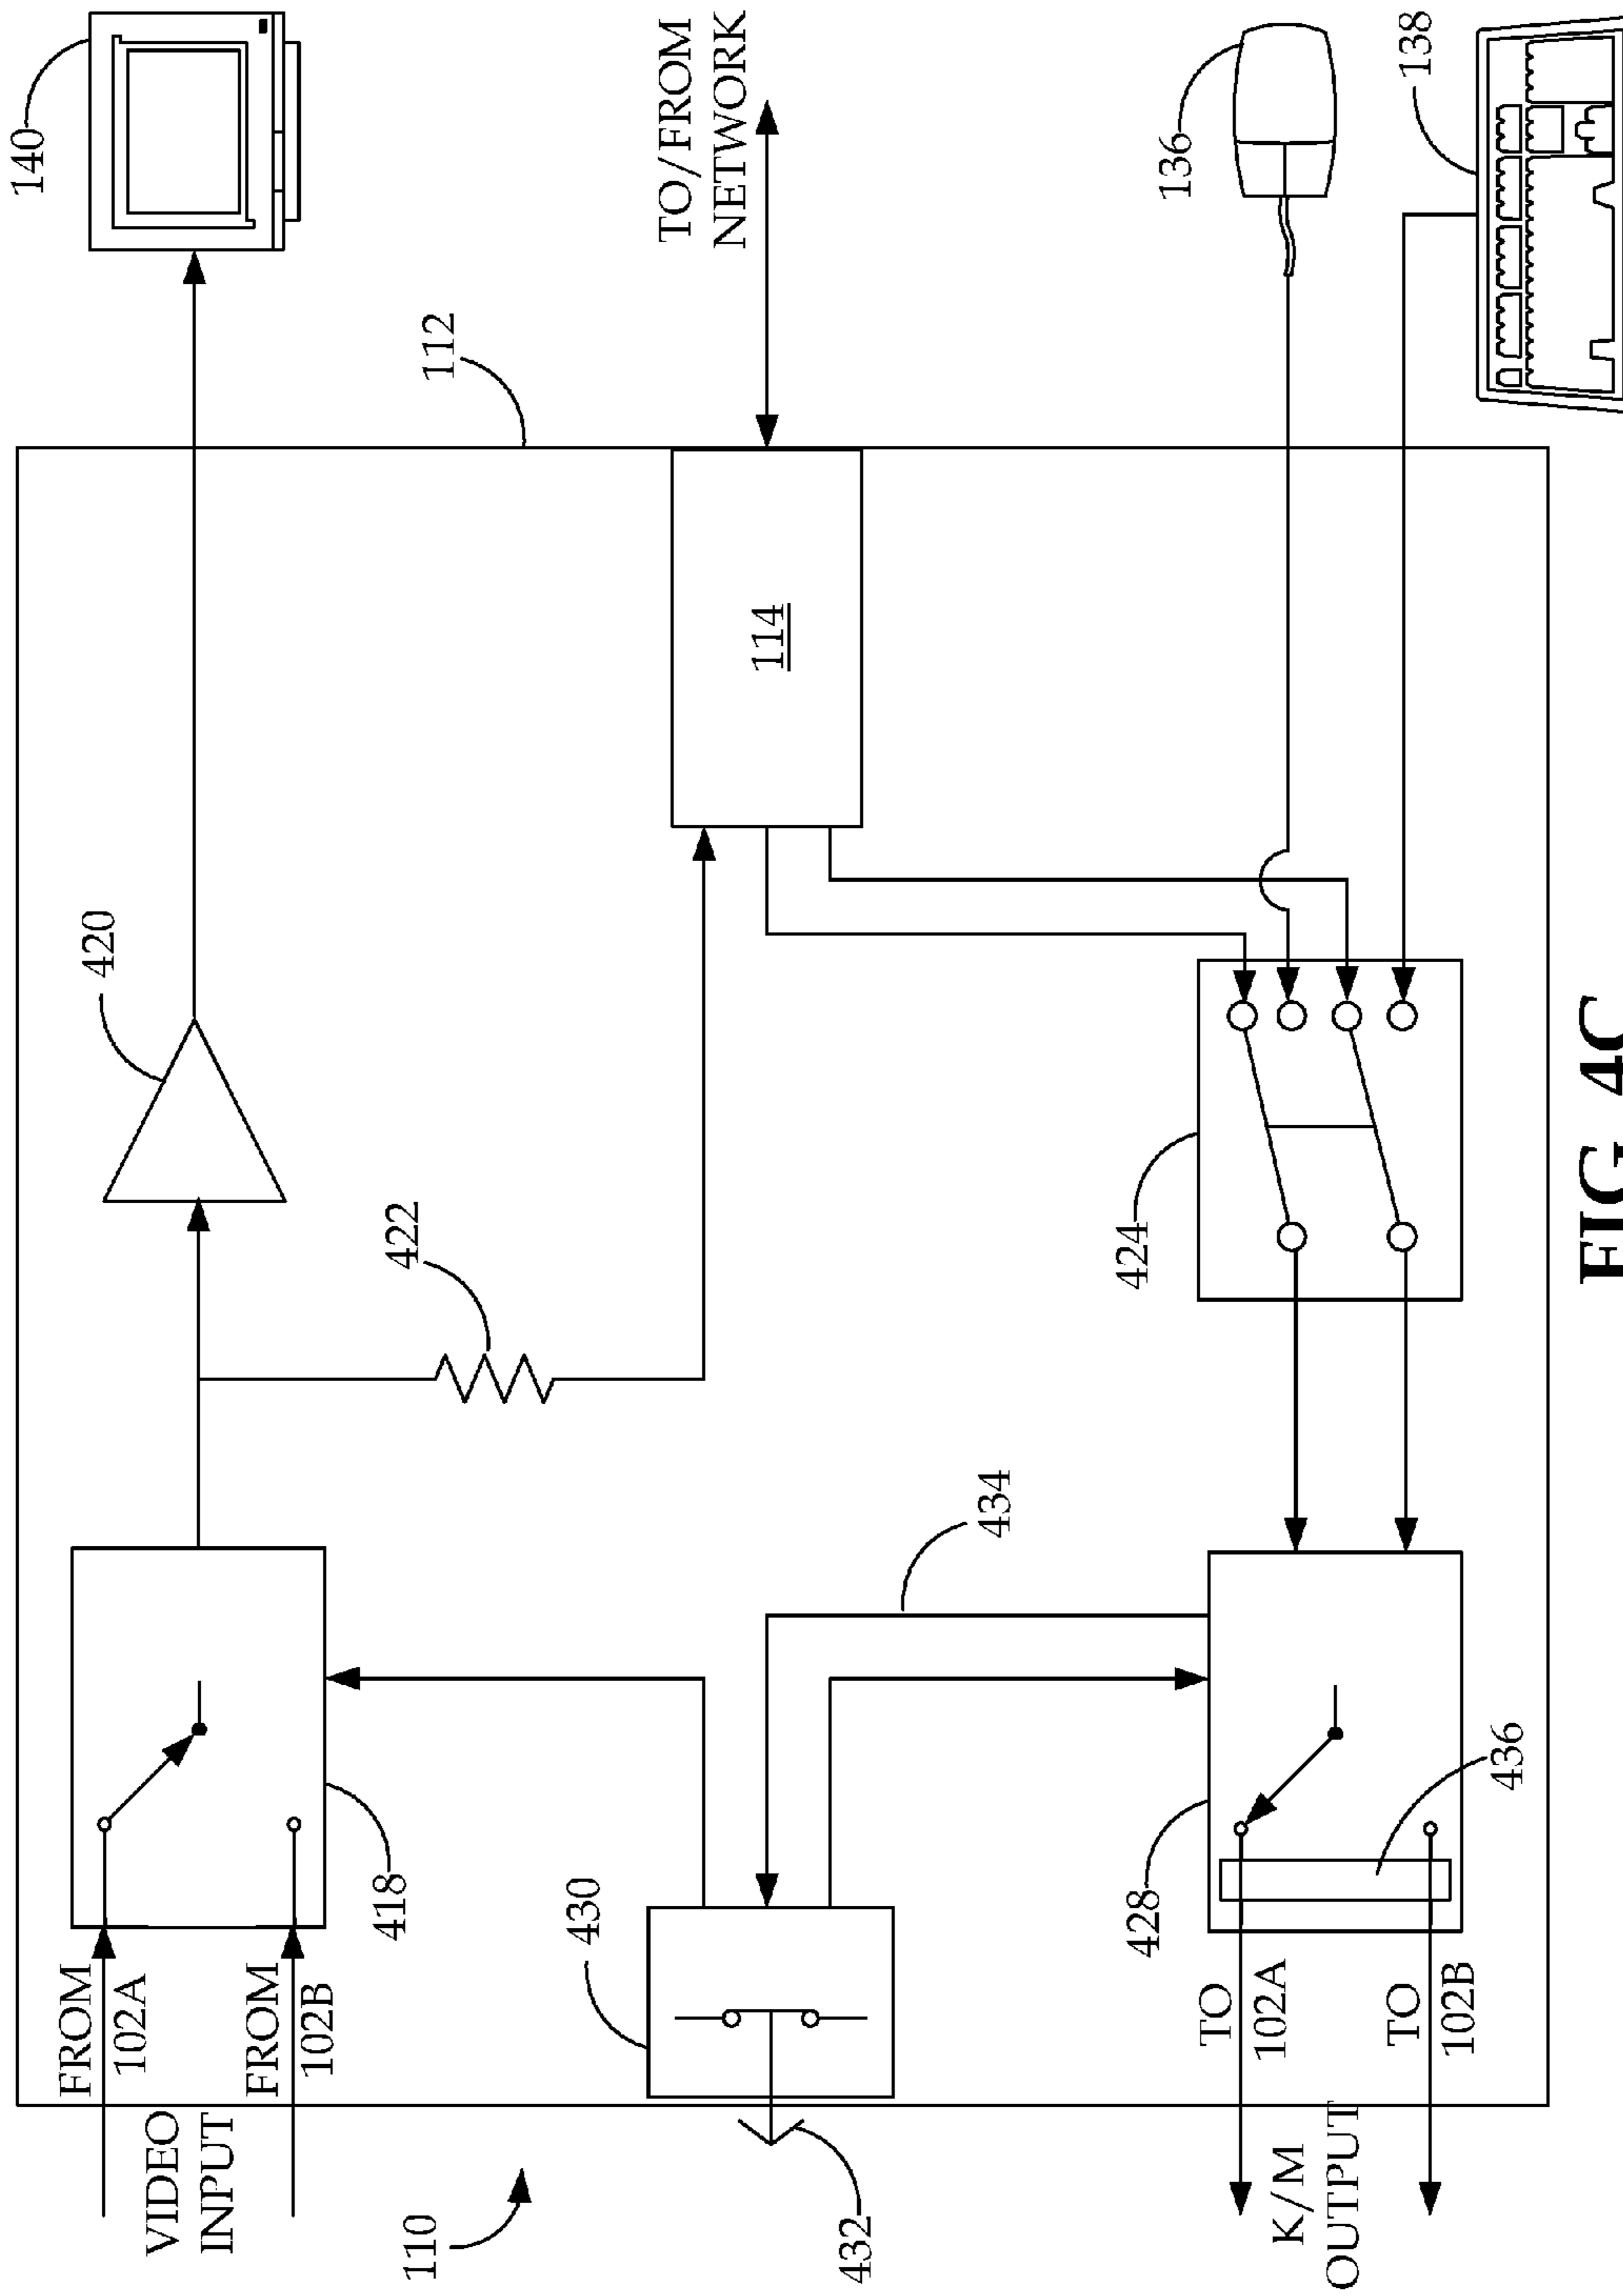 VIDEO
INPUT
FROM
102A
FROM
102B
418
420
422
140
112
114
TO/FROM
NETWORK
110
432
430
434
424
136
138
428
436
TO
102A
TO
102B
K/M
OUTPUT
FIG. 4C